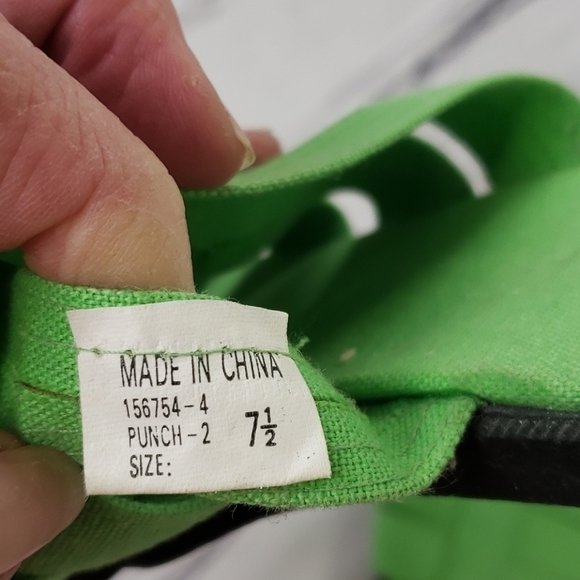 MADE IN CHINA
156754-4
PUNCH-2 7½
SIZE: